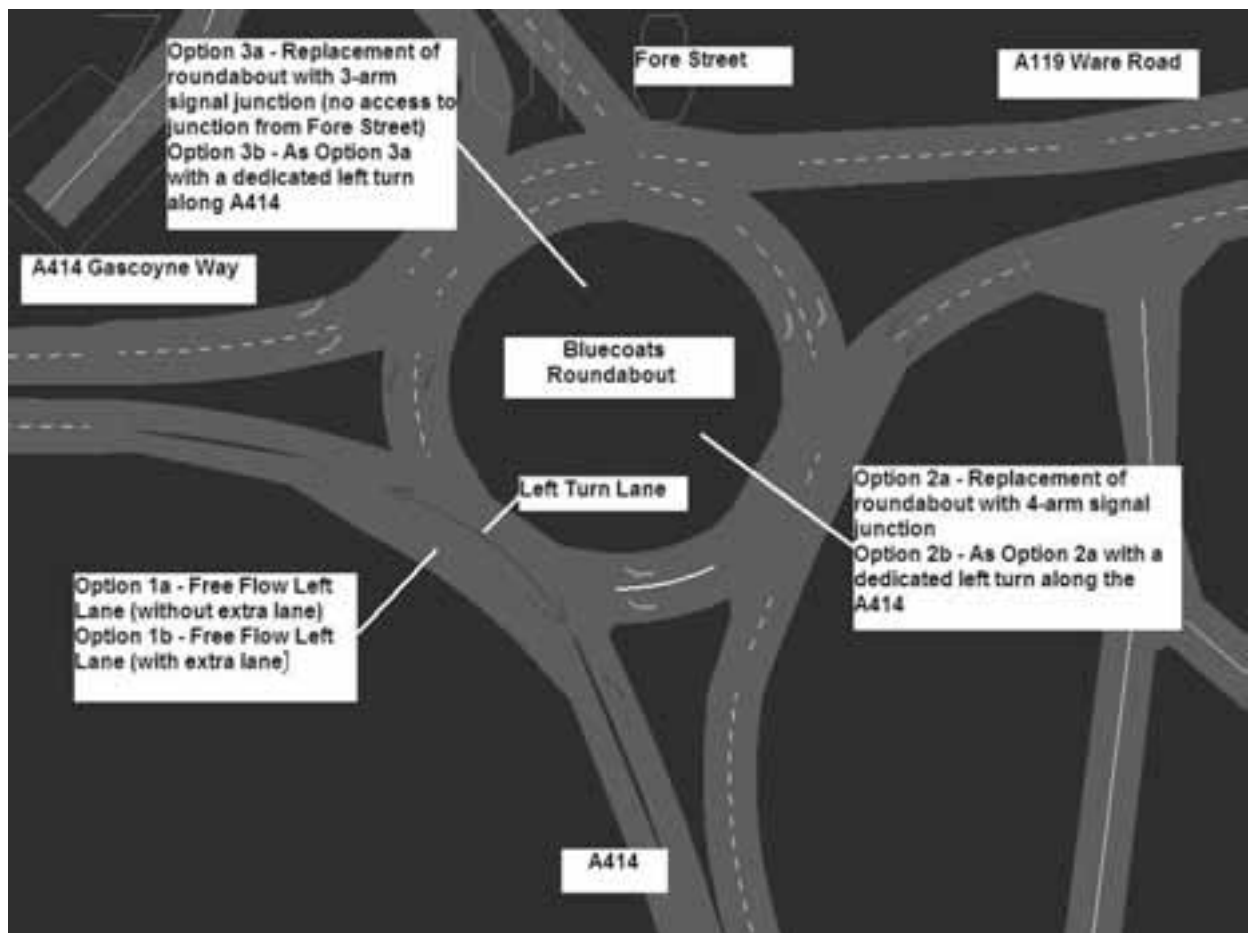 Option 3a - Replacement of
roundabout with 3-arm
signal junction (no access to
junction from Fore Street)
Option 3b - As Option 3a
with a dedicated left turn
along A414
Fore Street
A119 Ware Road
A414 Gascoyne Way
Bluecoats
Roundabout
Left Turn Lane
Option 2a - Replacement of
roundabout with 4-arm signal
junction
Option 2b - As Option 2a with a
dedicated left turn along the
A414
Option 1a - Free Flow Left
Lane (without extra lane)
Option 1b - Free Flow Left
Lane (with extra lane]
A414